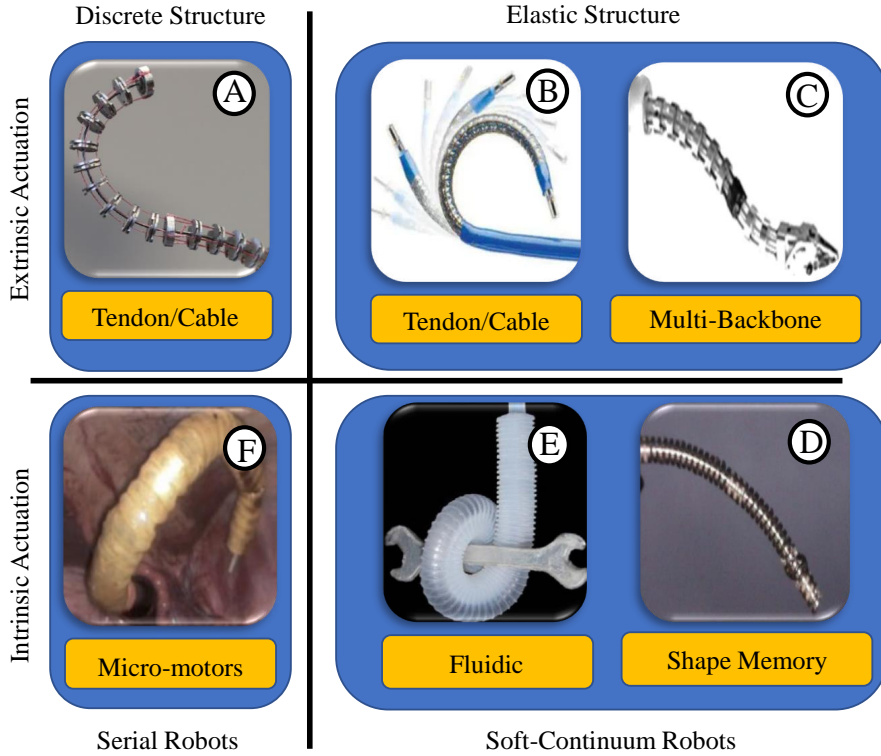 Discrete Structure
Elastic Structure
Extrinsic Actuation
A
B
C
Tendon/Cable
Tendon/Cable
Multi-Backbone
Intrinsic Actuation
F
E
D
Micro-motors
Fluidic
Shape Memory
Serial Robots
Soft-Continuum Robots